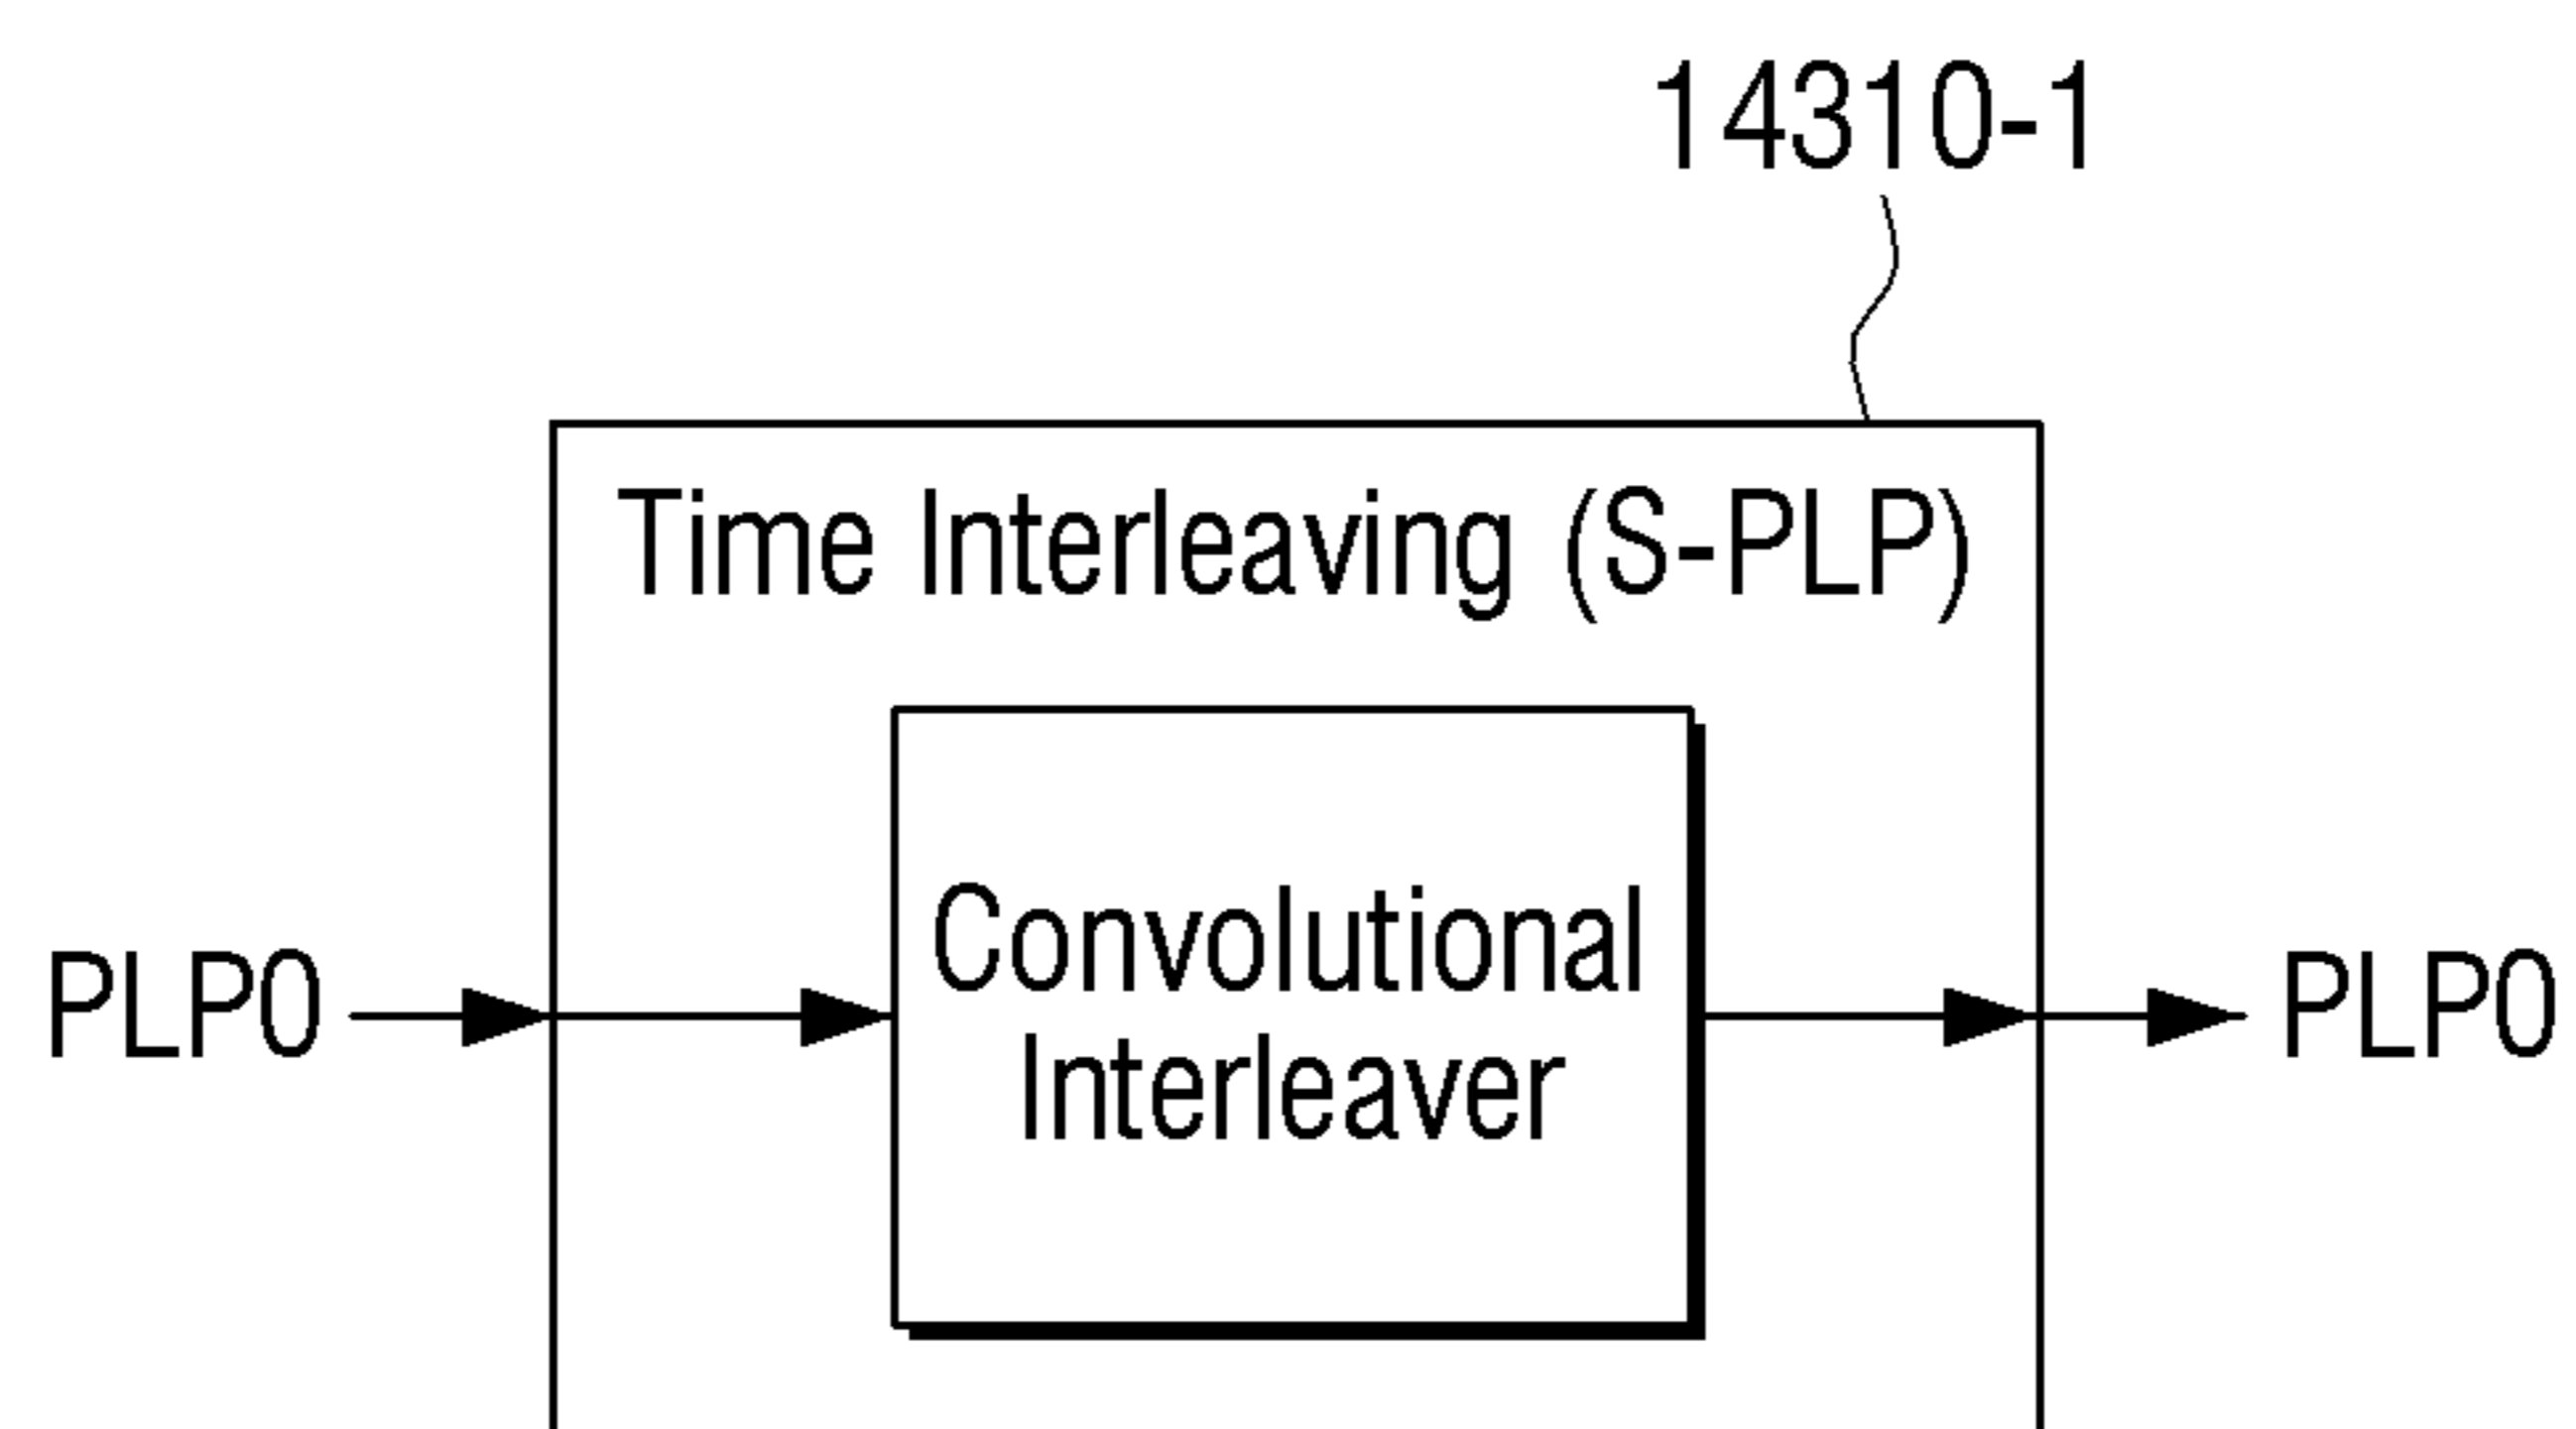 14310-1
Time Interleaving (S-PLP)
Convolutional
Interleaver
PLP0
PLP0